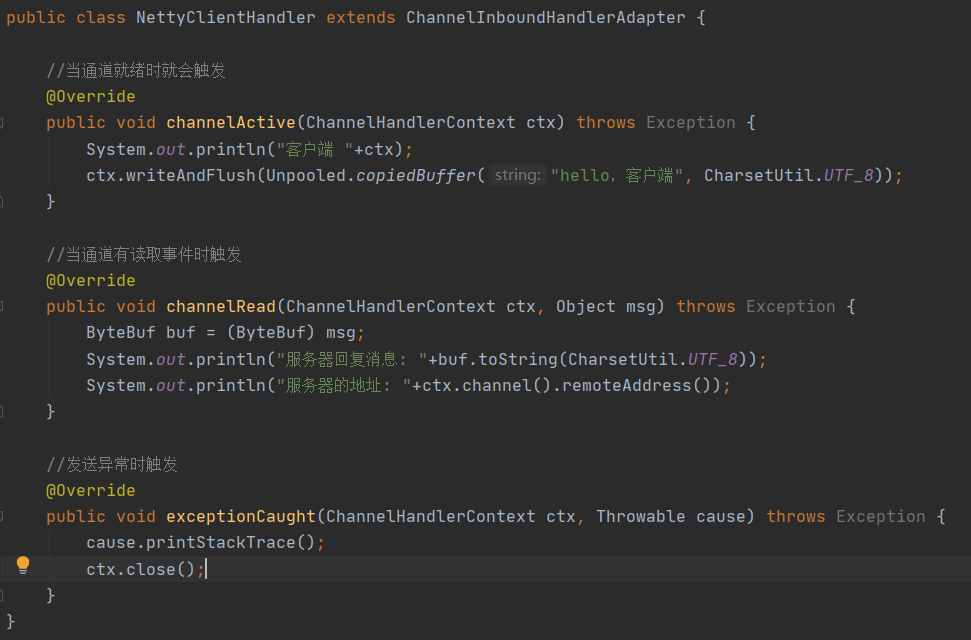 public class NettyClientHandler extends ChannelInboundHandlerAdapter {
//当通道就绪时就会触发
@Override
public void channelActive(ChannelHandlerContext ctx) throws Exception {
System.out.println("客户端 "+ctx);
ctx.writeAndFlush(Unpooled.copiedBuffer( string: "hello，客户端", CharsetUtil.UTF_8));
}
//当通道有读取事件时触发
@Override
public void channelRead(ChannelHandlerContext ctx, Object msg) throws Exception {
ByteBuf buf = (ByteBuf) msg;
System.out.println("服务器回复消息: "+buf.toString(CharsetUtil.UTF_8));
System.out.println("服务器的地址: "+ctx.channel().remoteAddress());
}
//发送异常时触发
@Override
public void exceptionCaught(ChannelHandlerContext ctx, Throwable cause) throws Exception {
cause.printStackTrace();
ctx.close();
}
}